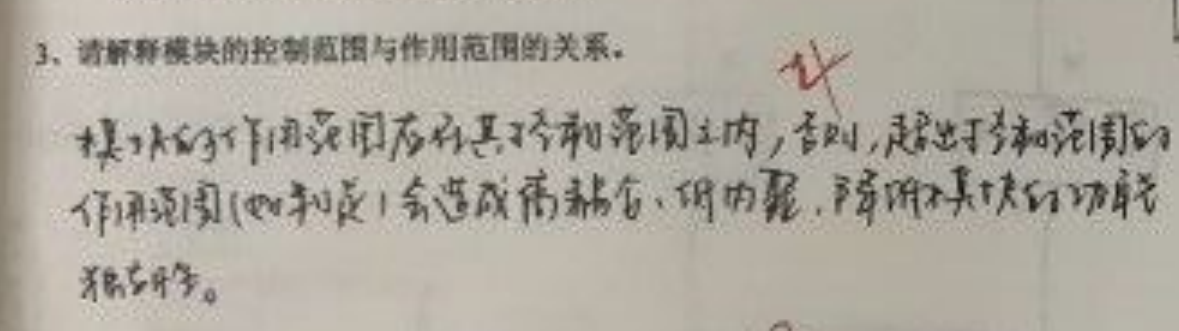 3、请解释模块的控制范围与作用范围的关系。
模块的作用范围应在其控制范围之内,否则,超出控制范围的
作用范围(如判定)会造成高耦合、低内聚,降低模块的功能
独立性。